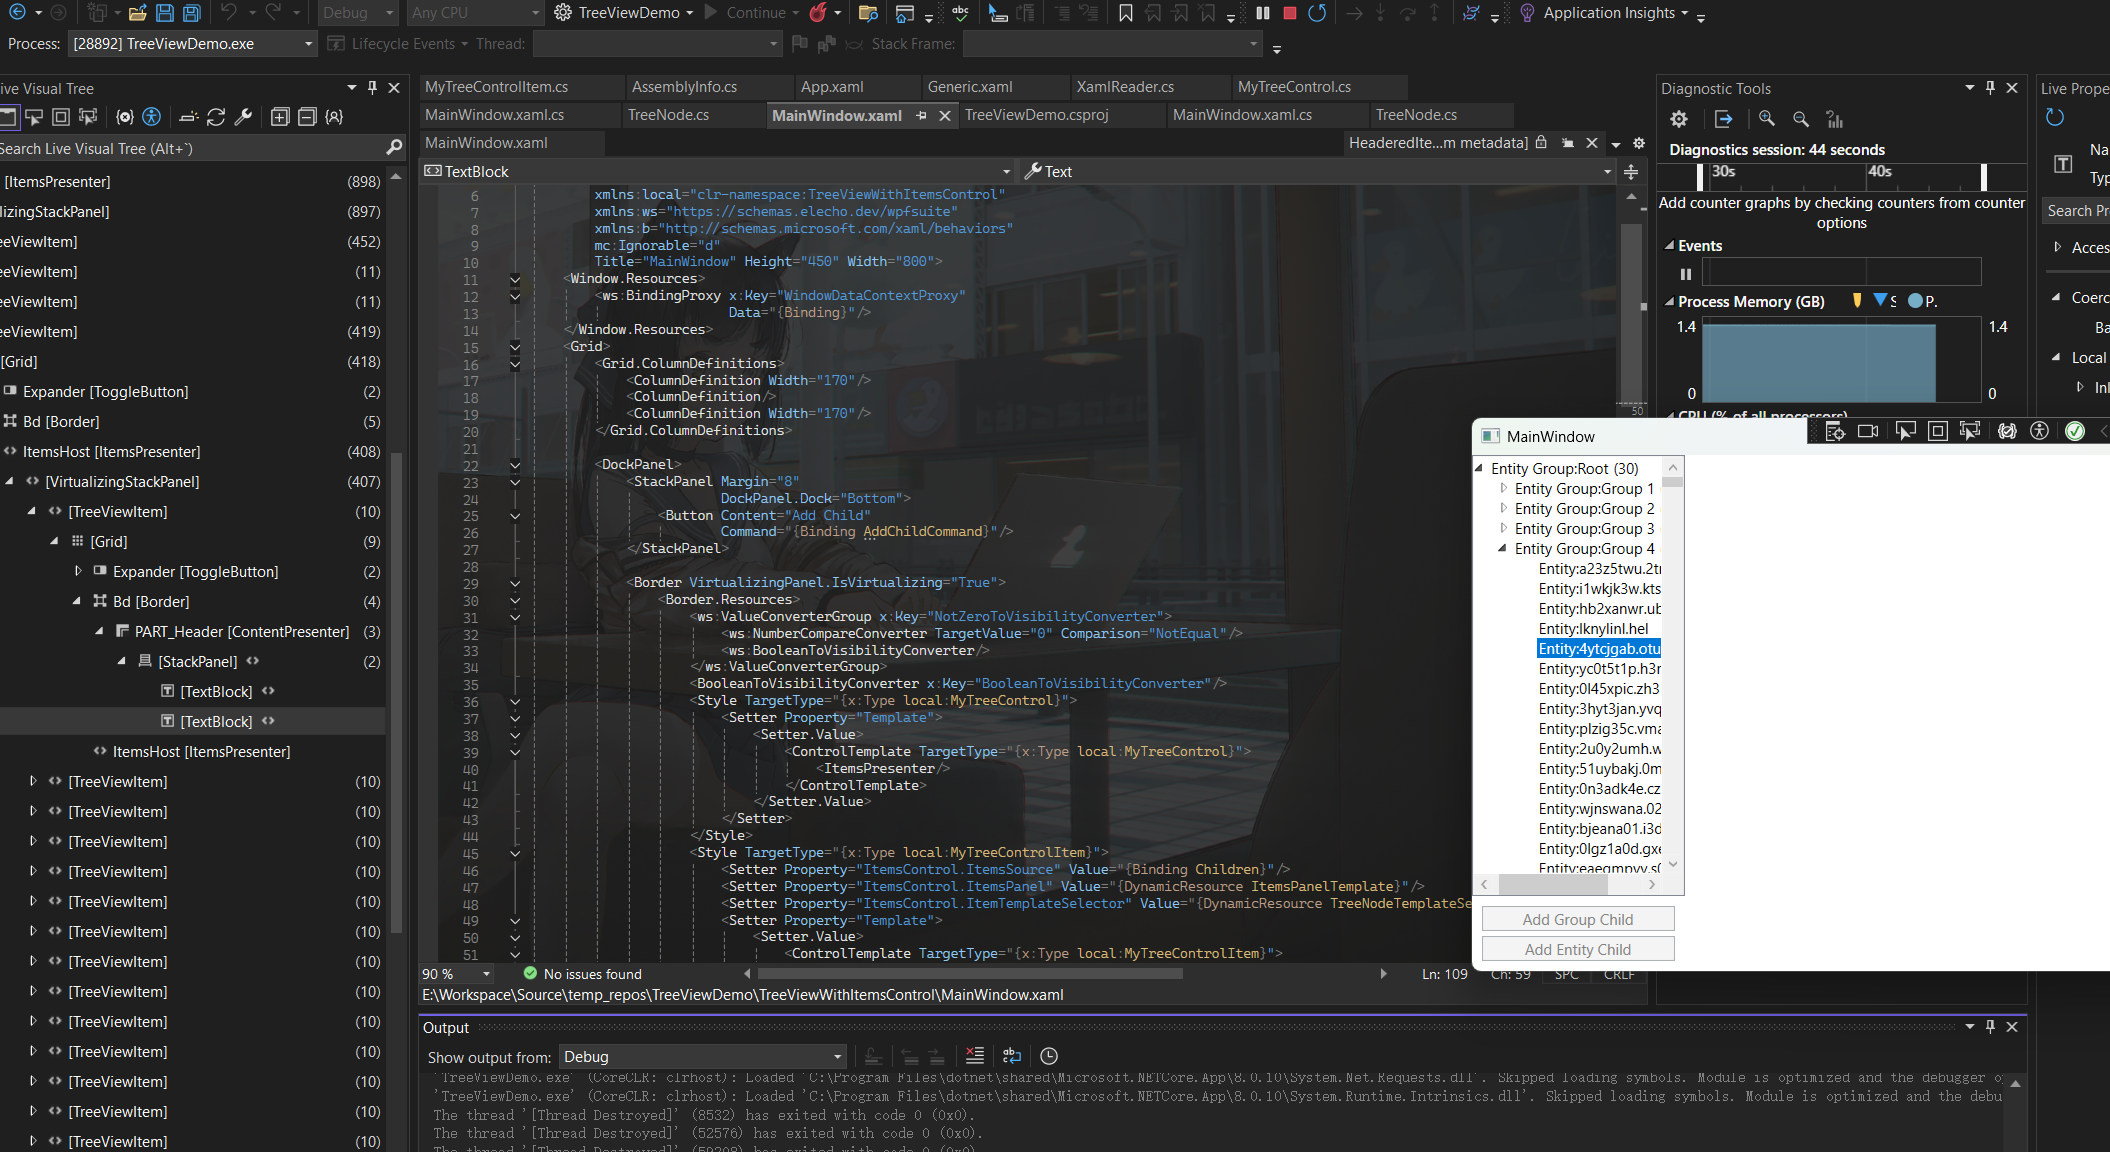 Debug
Any CPU
TreeViewDemo
Continue
Application Insights
Process:
[28892] TreeViewDemo.exe
Lifecycle Events
Thread:
Stack Frame:
ive Visual Tree
Search Live Visual Tree (Alt+`)
[ItemsPresenter] (898)
lizingStackPanel] (897)
eeViewItem] (452)
eeViewItem] (11)
eeViewItem] (11)
eeViewItem] (419)
[Grid] (418)
Expander [ToggleButton] (2)
Bd [Border] (5)
ItemsHost [ItemsPresenter] (408)
[VirtualizingStackPanel] (407)
[TreeViewItem] (10)
[Grid] (9)
Expander [ToggleButton] (2)
Bd [Border] (4)
PART_Header [ContentPresenter] (3)
[StackPanel] (2)
[TextBlock]
[TextBlock]
ItemsHost [ItemsPresenter]
[TreeViewItem] (10)
[TreeViewItem] (10)
[TreeViewItem] (10)
[TreeViewItem] (10)
[TreeViewItem] (10)
[TreeViewItem] (10)
[TreeViewItem] (10)
[TreeViewItem] (10)
[TreeViewItem] (10)
[TreeViewItem] (10)
[TreeViewItem] (10)
[TreeViewItem] (10)
[TreeViewItem] (10)
MyTreeControlItem.cs
AssemblyInfo.cs
App.xaml
Generic.xaml
XamlReader.cs
MyTreeControl.cs
MainWindow.xaml.cs
TreeNode.cs
MainWindow.xaml
TreeViewDemo.csproj
MainWindow.xaml.cs
TreeNode.cs
MainWindow.xaml
HeaderedIte...m metadata]
TextBlock
Text
6 xmlns:local="clr-namespace:TreeViewWithItemsControl"
7 xmlns:ws="https://schemas.elecho.dev/wpfsuite"
8 xmlns:b="http://schemas.microsoft.com/xaml/behaviors"
9 mc:Ignorable="d"
10 Title="MainWindow" Height="450" Width="800">
11 <Window.Resources>
12 <ws:BindingProxy x:Key="WindowDataContextProxy"
13 Data="{Binding}"/>
14 </Window.Resources>
15 <Grid>
16 <Grid.ColumnDefinitions>
17 <ColumnDefinition Width="170"/>
18 <ColumnDefinition/>
19 <ColumnDefinition Width="170"/>
20 </Grid.ColumnDefinitions>
21
22 <DockPanel>
23 <StackPanel Margin="8"
24 DockPanel.Dock="Bottom">
25 <Button Content="Add Child"
26 Command="{Binding AddChildCommand}"/>
27 </StackPanel>
28
29 <Border VirtualizingPanel.IsVirtualizing="True">
30 <Border.Resources>
31 <ws:ValueConverterGroup x:Key="NotZeroToVisibilityConverter">
32 <ws:NumberCompareConverter TargetValue="0" Comparison="NotEqual"/>
33 <ws:BooleanToVisibilityConverter/>
34 </ws:ValueConverterGroup>
35 <BooleanToVisibilityConverter x:Key="BooleanToVisibilityConverter"/>
36 <Style TargetType="{x:Type local:MyTreeControl}">
37 <Setter Property="Template">
38 <Setter.Value>
39 <ControlTemplate TargetType="{x:Type local:MyTreeControl}">
40 <ItemsPresenter/>
41 </ControlTemplate>
42 </Setter.Value>
43 </Setter>
44 </Style>
45 <Style TargetType="{x:Type local:MyTreeControlItem}">
46 <Setter Property="ItemsControl.ItemsSource" Value="{Binding Children}"/>
47 <Setter Property="ItemsControl.ItemsPanel" Value="{DynamicResource ItemsPanelTemplate}"/>
48 <Setter Property="ItemsControl.ItemTemplateSelector" Value="{DynamicResource TreeNodeTemplateSe
49 <Setter Property="Template">
50 <Setter.Value>
51 <ControlTemplate TargetType="{x:Type local:MyTreeControlItem}">
50
90 %
No issues found
Ln: 109
Ch: 59
SPC
CRLF
E:\Workspace\Source\temp_repos\TreeViewDemo\TreeViewWithItemsControl\MainWindow.xaml
Output
Show output from:
Debug
'TreeViewDemo.exe' (CoreCLR: clrhost): Loaded 'C:\Program Files\dotnet\shared\Microsoft.NETCore.App\8.0.10\System.Net.Requests.dll'. Skipped loading symbols. Module is optimized and the debugger o
'TreeViewDemo.exe' (CoreCLR: clrhost): Loaded 'C:\Program Files\dotnet\shared\Microsoft.NETCore.App\8.0.10\System.Runtime.Intrinsics.dll'. Skipped loading symbols. Module is optimized and the debu
The thread '[Thread Destroyed]' (8532) has exited with code 0 (0x0).
The thread '[Thread Destroyed]' (52576) has exited with code 0 (0x0).
Diagnostic Tools
Diagnostics session: 44 seconds
30s
40s
Add counter graphs by checking counters from counter
options
Events
Process Memory (GB)
S
P.
1.4
1.4
0
0
CPU (% of all processors)
Live Prope
Na
Typ
Search Pr
Acces
Coerc
Ba
Local
Inl
MainWindow
Entity Group:Root (30)
Entity Group:Group 1
Entity Group:Group 2
Entity Group:Group 3
Entity Group:Group 4
Entity:a23z5twu.2tr
Entity:i1wkjk3w.kts
Entity:hb2xanwr.ub
Entity:lknylinl.hel
Entity:4ytcjgab.otu
Entity:yc0t5t1p.h3r
Entity:0l45xpic.zh3
Entity:3hyt3jan.yvq
Entity:plzig35c.vma
Entity:2u0y2umh.w
Entity:51uybakj.0m
Entity:0n3adk4e.cz
Entity:wjnswana.02
Entity:bjeana01.i3d
Entity:0lgz1a0d.gxe
Entity:eaeqmpvv.s0
Add Group Child
Add Entity Child